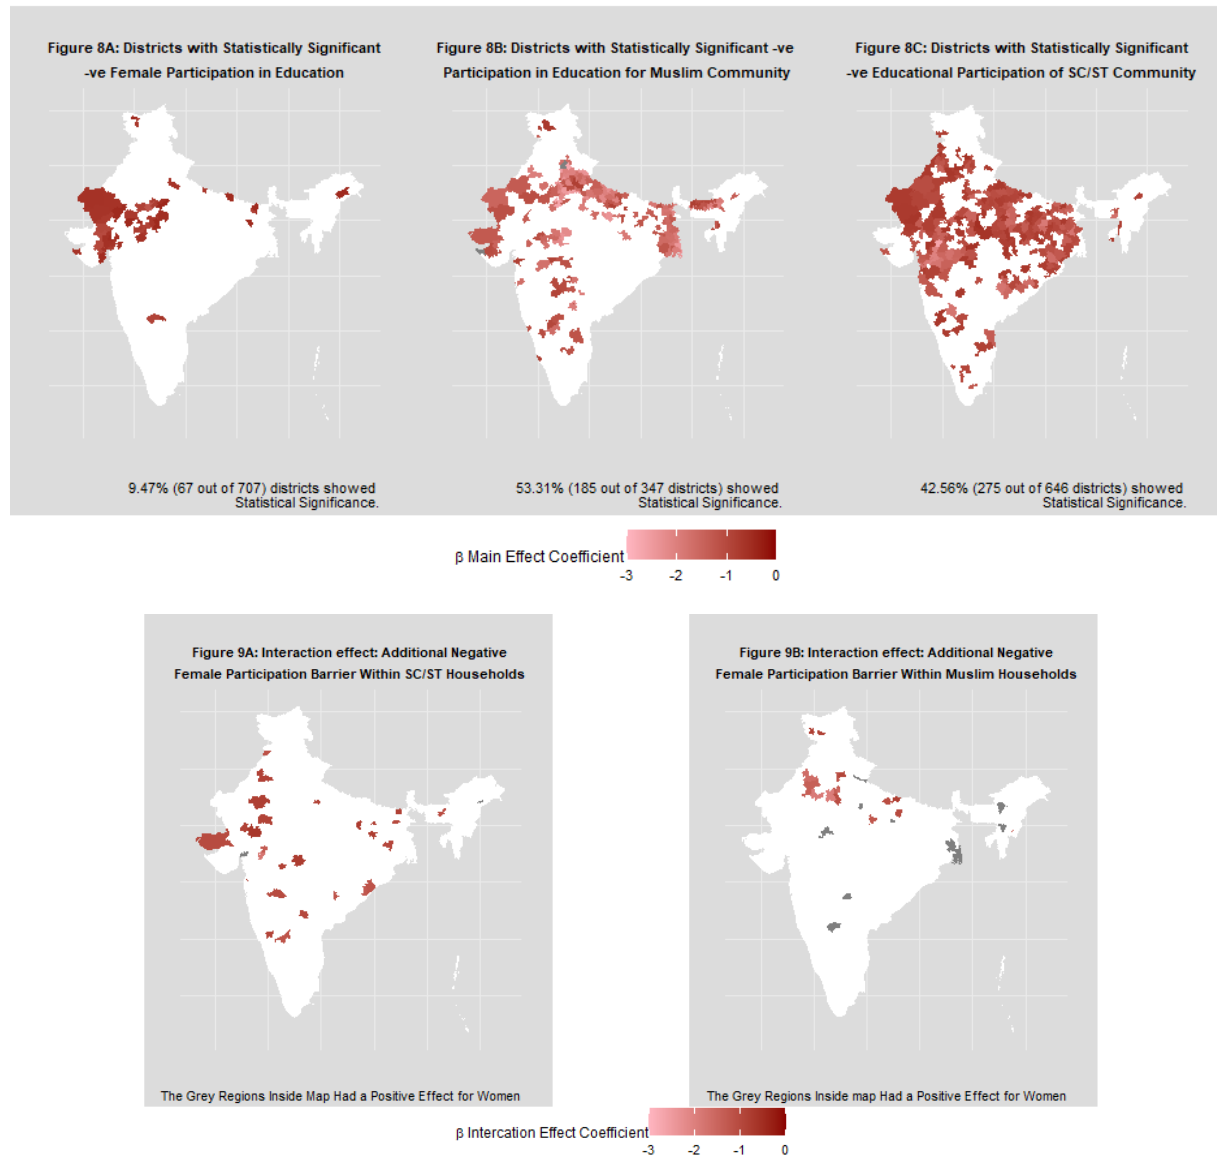 Figure 8A: Districts with Statistically Significant
-ve Female Participation in Education
Figure 8B: Districts with Statistically Significant -ve
Participation in Education for Muslim Community
Figure 8C: Districts with Statistically Significant
-ve Educational Participation of SC/ST Community
9.47% (67 out of 707) districts showed
Statistical Significance.
53.31% (185 out of 347 districts) showed
Statistical Significance.
42.56% (275 out of 646 districts) showed
Statistical Significance.
β Main Effect Coefficient
-3 -2 -1 0
Figure 9A: Interaction effect: Additional Negative
Female Participation Barrier Within SC/ST Households
Figure 9B: Interaction effect: Additional Negative
Female Participation Barrier Within Muslim Households
The Grey Regions Inside Map Had a Positive Effect for Women
The Grey Regions Inside map Had a Positive Effect for Women
β Intercation Effect Coefficient
-3 -2 -1 0